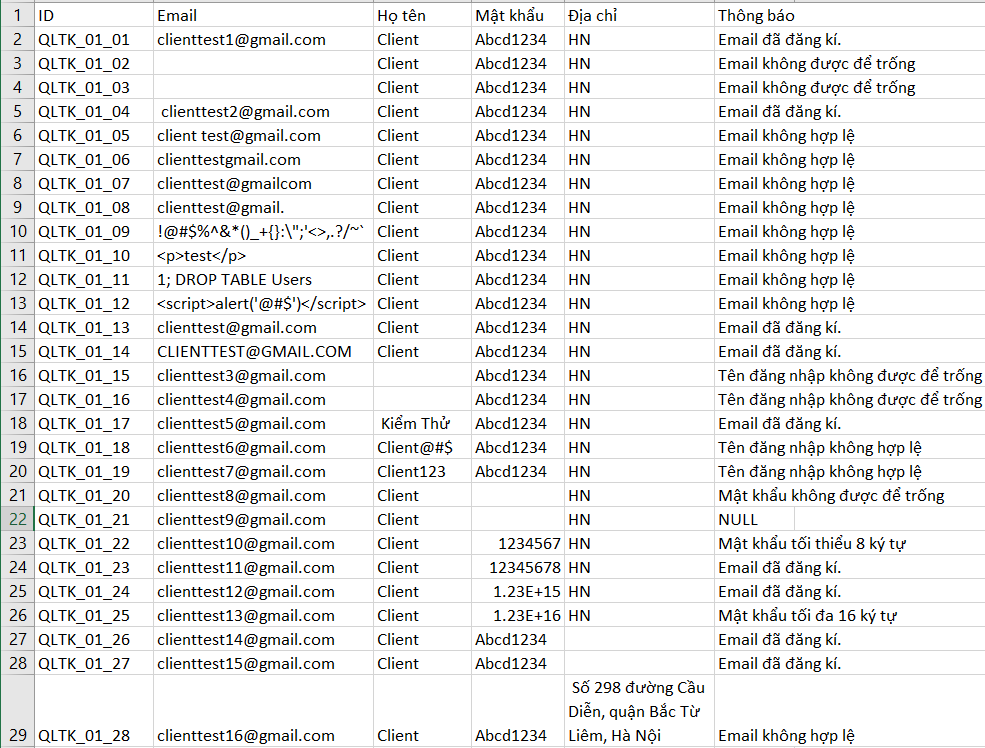 1 ID Email Họ tên Mật khẩu Địa chỉ Thông báo
2 QLTK_01_01 clienttest1@gmail.com Client Abcd1234 HN Email đã đăng kí.
3 QLTK_01_02 Client Abcd1234 HN Email không được để trống
4 QLTK_01_03 Client Abcd1234 HN Email không được để trống
5 QLTK_01_04 clienttest2@gmail.com Client Abcd1234 HN Email đã đăng kí.
6 QLTK_01_05 client test@gmail.com Client Abcd1234 HN Email không hợp lệ
7 QLTK_01_06 clienttestgmail.com Client Abcd1234 HN Email không hợp lệ
8 QLTK_01_07 clienttest@gmailcom Client Abcd1234 HN Email không hợp lệ
9 QLTK_01_08 clienttest@gmail. Client Abcd1234 HN Email không hợp lệ
10 QLTK_01_09 !@#$%^&*()_+{}:\";'<>,.?/~` Client Abcd1234 HN Email không hợp lệ
11 QLTK_01_10 <p>test</p> Client Abcd1234 HN Email không hợp lệ
12 QLTK_01_11 1; DROP TABLE Users Client Abcd1234 HN Email không hợp lệ
13 QLTK_01_12 <script>alert('@#$')</script> Client Abcd1234 HN Email không hợp lệ
14 QLTK_01_13 clienttest@gmail.com Client Abcd1234 HN Email đã đăng kí.
15 QLTK_01_14 CLIENTTEST@GMAIL.COM Client Abcd1234 HN Email đã đăng kí.
16 QLTK_01_15 clienttest3@gmail.com Abcd1234 HN Tên đăng nhập không được để trống
17 QLTK_01_16 clienttest4@gmail.com Abcd1234 HN Tên đăng nhập không được để trống
18 QLTK_01_17 clienttest5@gmail.com Kiểm Thử Abcd1234 HN Email đã đăng kí.
19 QLTK_01_18 clienttest6@gmail.com Client@#$ Abcd1234 HN Tên đăng nhập không hợp lệ
20 QLTK_01_19 clienttest7@gmail.com Client123 Abcd1234 HN Tên đăng nhập không hợp lệ
21 QLTK_01_20 clienttest8@gmail.com Client HN Mật khẩu không được để trống
22 QLTK_01_21 clienttest9@gmail.com Client HN NULL
23 QLTK_01_22 clienttest10@gmail.com Client 1234567 HN Mật khẩu tối thiểu 8 ký tự
24 QLTK_01_23 clienttest11@gmail.com Client 12345678 HN Email đã đăng kí.
25 QLTK_01_24 clienttest12@gmail.com Client 1.23E+15 HN Email đã đăng kí.
26 QLTK_01_25 clienttest13@gmail.com Client 1.23E+16 HN Mật khẩu tối đa 16 ký tự
27 QLTK_01_26 clienttest14@gmail.com Client Abcd1234 Email đã đăng kí.
28 QLTK_01_27 clienttest15@gmail.com Client Abcd1234 Email đã đăng kí.
Số 298 đường Cầu
Diễn, quận Bắc Từ
29 QLTK_01_28 clienttest16@gmail.com Client Abcd1234 Liêm, Hà Nội Email không hợp lệ